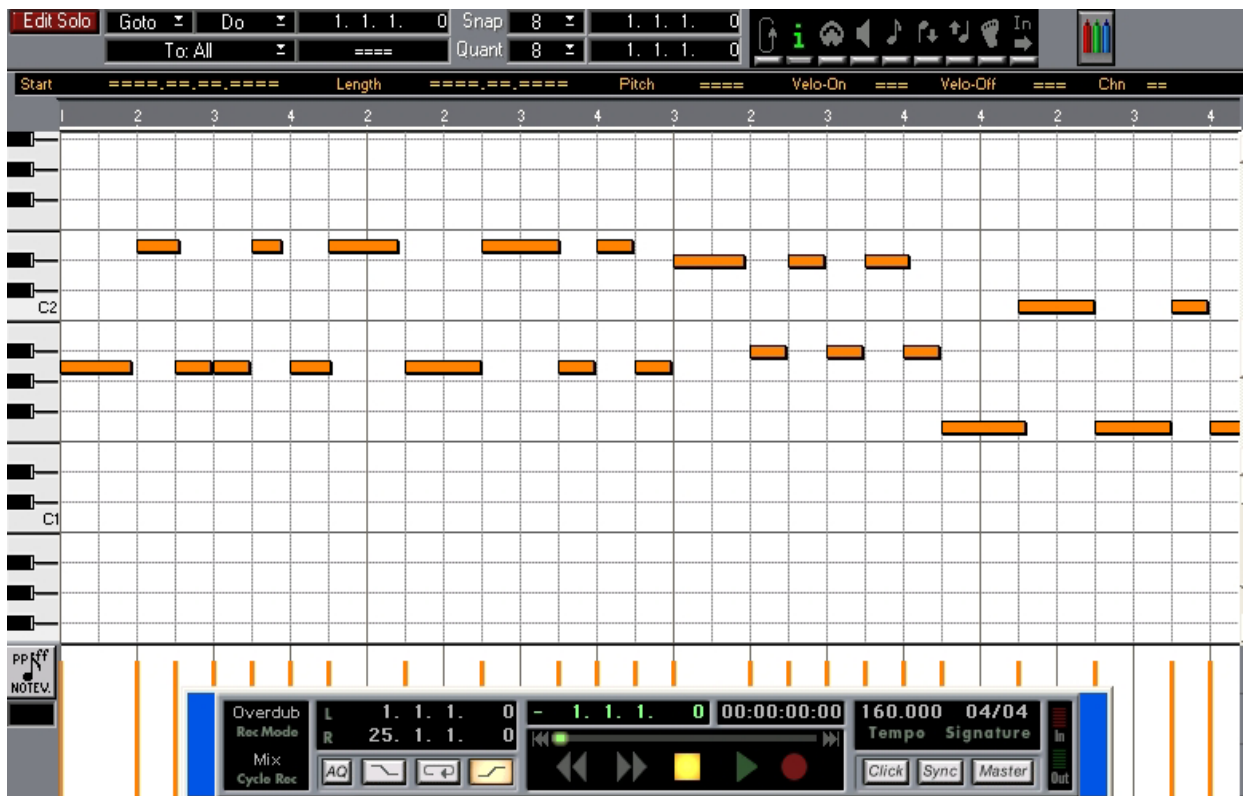 Edit Solo Goto Do 1. 1. 1. 0 Snap 8 1. 1. 1. 0 In
To: All ==== Quant 8 1. 1. 1. 0
Start ====.==.==.==== Length ====.==.==== Pitch ==== Velo-On === Velo-Off === Chn ==
1 2 3 4 2 2 3 4 3 2 3 4 4 2 3 4
C2
C1
PP ff
NOTEV.
Overdub L 1. 1. 1. 0 - 1. 1. 1. 0 00:00:00:00 160.000 04/04
Rec Mode R 25. 1. 1. 0 Tempo Signature In
Mix
Cycle Rec AQ Click Sync Master Out